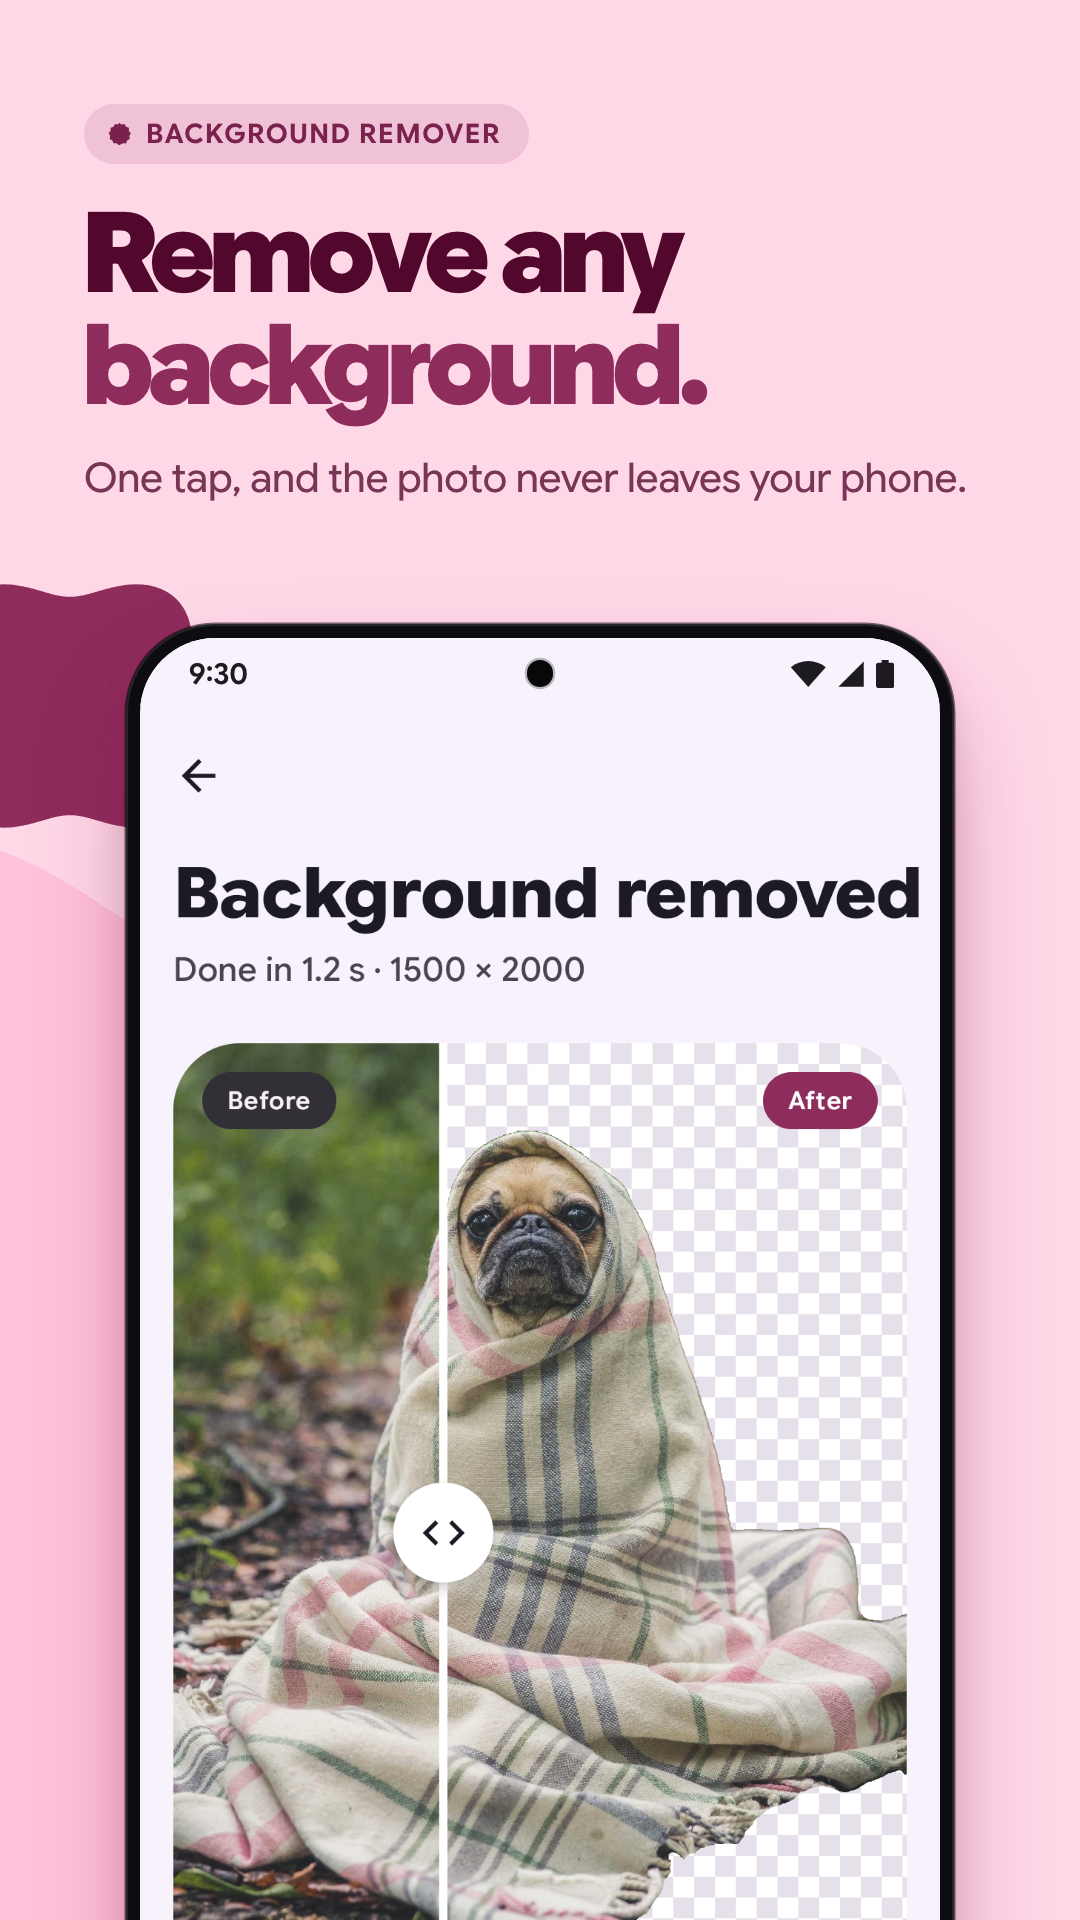 BACKGROUND REMOVER
Remove any
background.
One tap, and the photo never leaves your phone.
9:30
Background removed
Done in 1.2 s · 1500 × 2000
Before
After